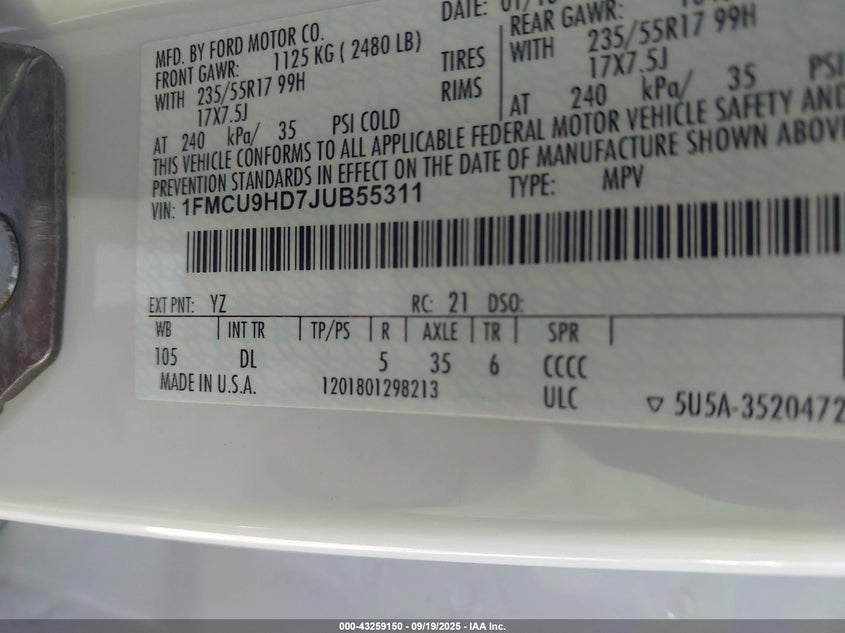 MFD. BY FORD MOTOR CO.
DATE: 01/18
FRONT GAWR: 1125 KG ( 2480 LB)
REAR GAWR:
WITH 235/55R17 99H TIRES WITH 235/55R17 99H
17X7.5J RIMS 17X7.5J
AT 240 kPa/ 35 PSI COLD AT 240 kPa/ 35 PSI
THIS VEHICLE CONFORMS TO ALL APPLICABLE FEDERAL MOTOR VEHICLE SAFETY AND
PREVENTION STANDARDS IN EFFECT ON THE DATE OF MANUFACTURE SHOWN ABOVE
VIN: 1FMCU9HD7JUB55311 TYPE: MPV
EXT PNT: YZ RC: 21 DSO:
WB INT TR TP/PS R AXLE TR SPR
105 DL 5 35 6 CCCC
MADE IN U.S.A. 1201801298213 ULC ▽ 5U5A-3520472
000-43259150 - 09/19/2025 - IAA Inc.